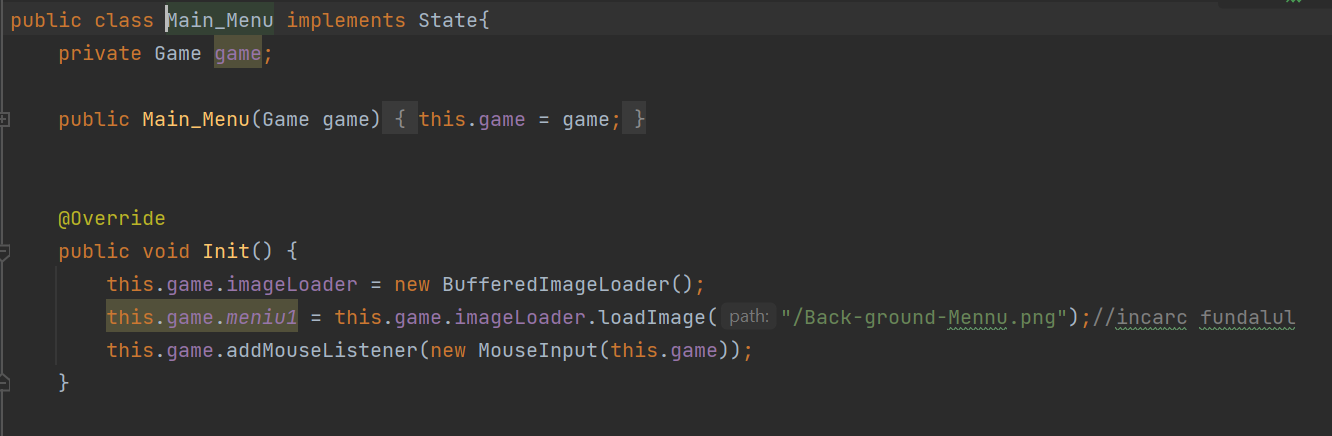 public class Main_Menu implements State{
private Game game;
public Main_Menu(Game game) { this.game = game; }
@Override
public void Init() {
this.game.imageLoader = new BufferedImageLoader();
this.game.meniu1 = this.game.imageLoader.loadImage( path: "/Back-ground-Mennu.png");//incarc fundalul
this.game.addMouseListener(new MouseInput(this.game));
}